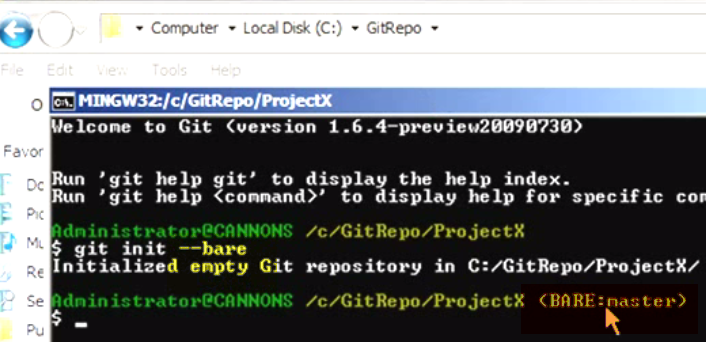 Computer Local Disk (C:) GitRepo
File Edit View Tools Help
MINGW32:/c/GitRepo/ProjectX
Welcome to Git (version 1.6.4-preview20090730)
Favor
Run 'git help git' to display the help index.
Run 'git help <command>' to display help for specific com
Administrator@CANNONS /c/GitRepo/ProjectX
$ git init --bare
Initialized empty Git repository in C:/GitRepo/ProjectX/
Administrator@CANNONS /c/GitRepo/ProjectX (BARE:master)
$ _
O
Do
Pic
Mu
Re
Se
Pu